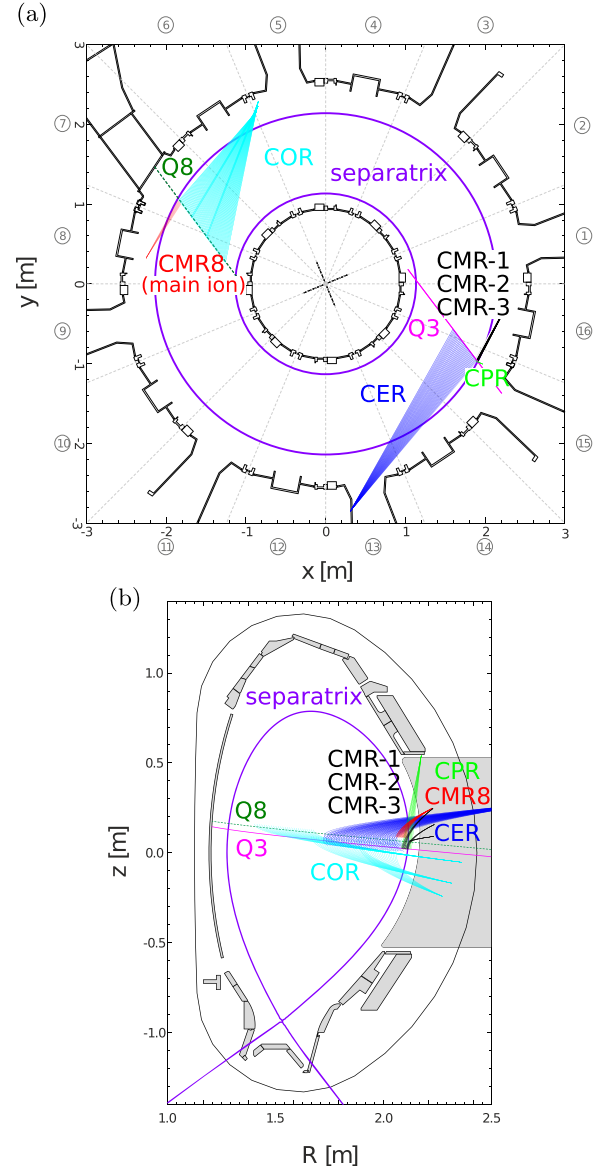 (a)
6
5
4
3
7
2
8
1
9
16
10
15
11
12
13
14
3
2
1
0
-1
-2
-3
y [m]
Q8
COR
separatrix
CMR8
(main ion)
CMR-1
CMR-2
CMR-3
Q3
CPR
CER
-3
-2
-1
0
1
2
3
x [m]
(b)
1.0
0.5
0.0
-0.5
-1.0
z [m]
separatrix
CMR-1
CMR-2
CMR-3
CPR
CMR8
Q8
Q3
CER
COR
1.0
1.5
2.0
2.5
R [m]